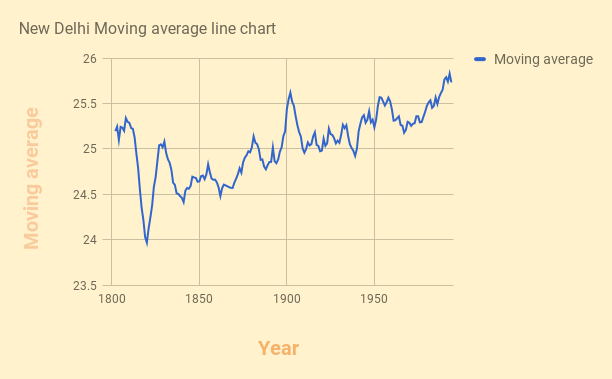 New Delhi Moving average line chart
Moving average
26
25.5
25
24.5
24
23.5
1800
1850
1900
1950
Year
Moving average